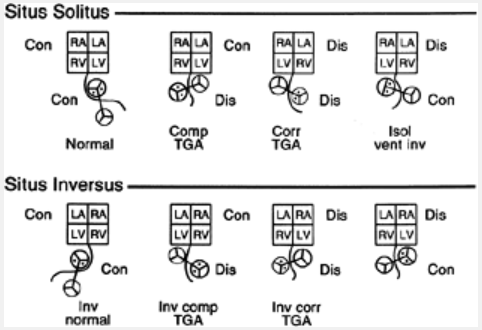 Situs Solitus
Con RA LA RA LA Con RA LA Dis RA LA Dis
RV LV RV LV LV RV LV RV
Con Dis Dis Con
Normal Comp TGA Corr TGA Isol vent inv
Situs Inversus
Con LA RA LA RA Con LA RA Dis LA RA Dis
LV RV LV RV RV LV RV LV
Con Dis Dis Con
Inv normal Inv comp TGA Inv corr TGA